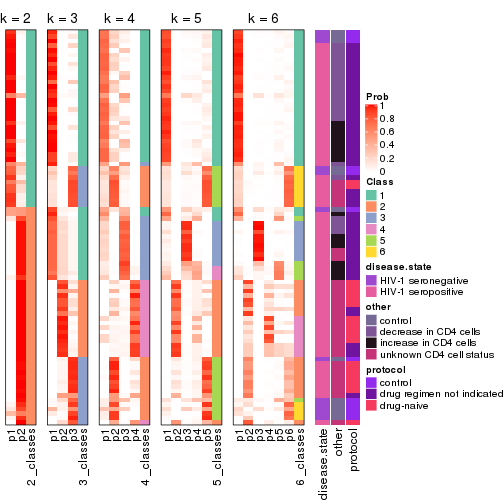 k = 2
k = 3
k = 4
k = 5
k = 6
p1
p2
2_classes
p1
p2
p3
3_classes
p1
p2
p3
p4
4_classes
p1
p2
p3
p4
p5
5_classes
p1
p2
p3
p4
p5
p6
6_classes
disease.state
other
protocol
Prob
1
0.8
0.6
0.4
0.2
0
Class
1
2
3
4
5
6
disease.state
HIV-1 seronegative
HIV-1 seropositive
other
control
decrease in CD4 cells
increase in CD4 cells
unknown CD4 cell status
protocol
control
drug regimen not indicated
drug-naive